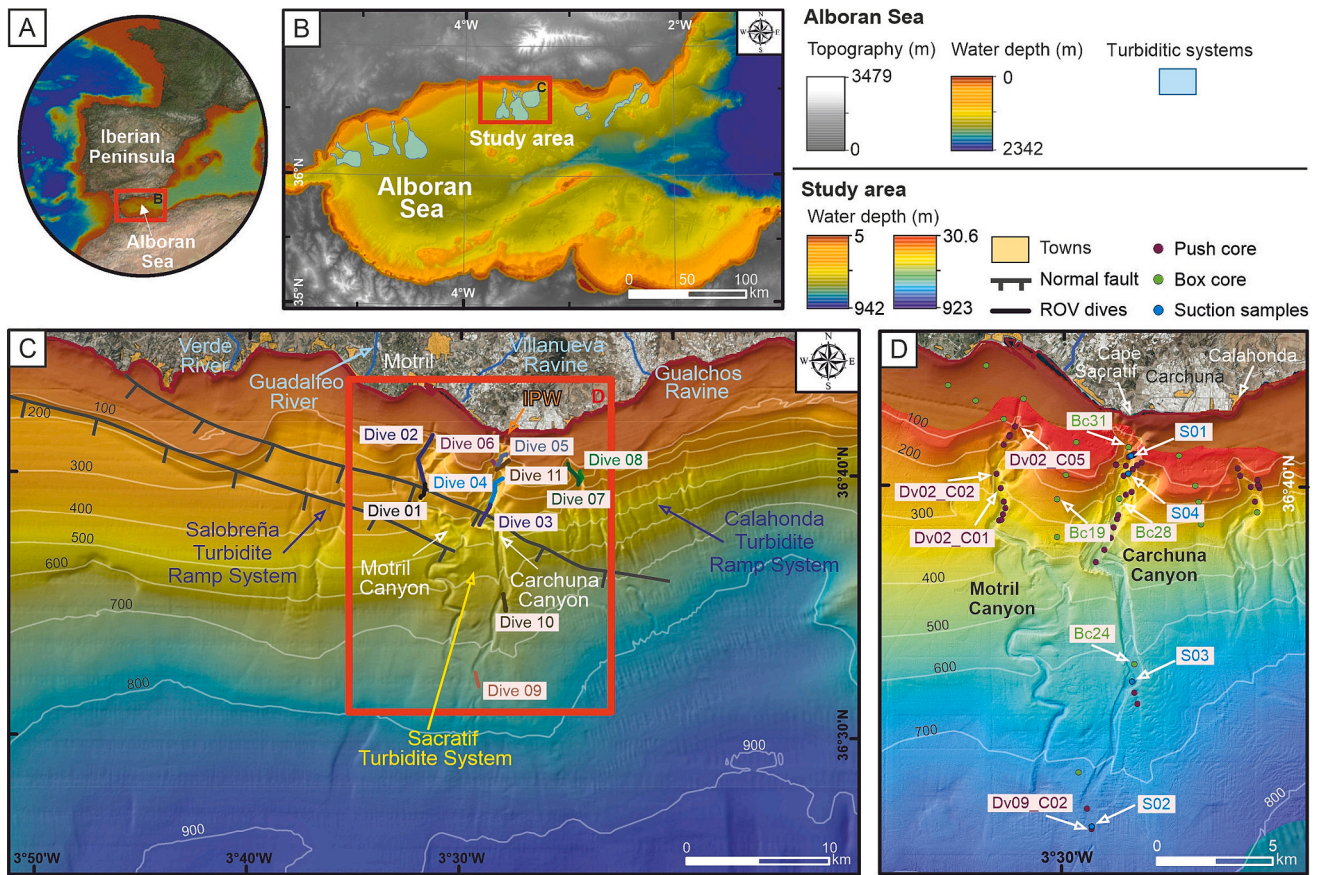 A
Iberian
Peninsula
B
Alboran
Sea
B
4°W
2°W
N
W
E
S
C
Study area
36°N
Alboran
Sea
35°N
4°W
0
50
100
km
Alboran Sea
Topography (m)
3479
0
Water depth (m)
0
2342
Turbiditic systems
Study area
Water depth (m)
5
942
30.6
923
Towns
Normal fault
ROV dives
Push core
Box core
Suction samples
C
Verde
River
Guadalfeo
River
Motril
Villanueva
Ravine
Gualchos
Ravine
N
W
E
S
IPW
D
100
200
300
400
500
600
700
800
900
900
Dive 02
Dive 06
Dive 05
Dive 04
Dive 11
Dive 08
Dive 07
Dive 01
Dive 03
Salobreña
Turbidite
Ramp System
Motril
Canyon
Carchuna
Canyon
Calahonda
Turbidite
Ramp System
Dive 10
Dive 09
Sacratif
Turbidite System
36°40'N
36°30'N
3°50'W
3°40'W
3°30'W
0
10
km
D
Cape
Sacratif
Calahonda
Carchuna
100
200
300
400
500
600
700
800
Bc31
S01
Dv02_C05
Dv02_C02
Dv02_C01
Bc19
Bc28
S04
Carchuna
Canyon
Motril
Canyon
Bc24
S03
Dv09_C02
S02
36°40'N
3°30'W
0
5
km